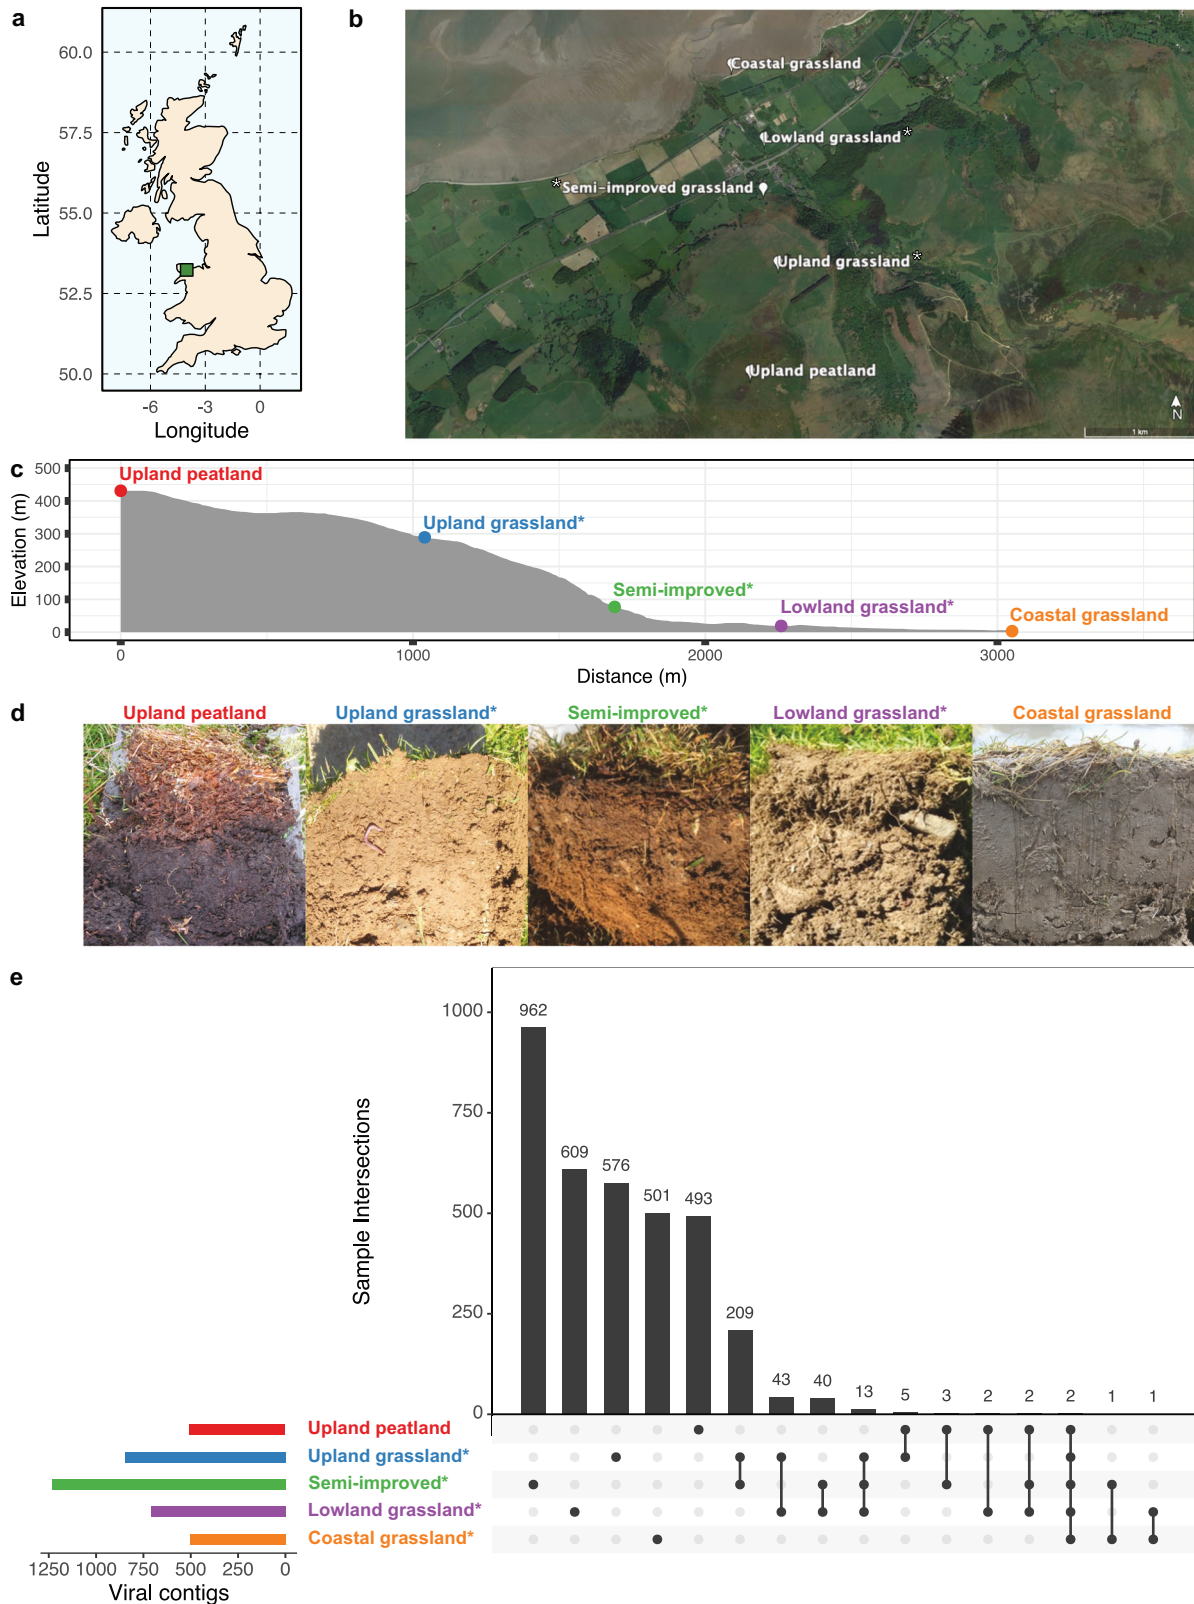 a
60.0
57.5
55.0
52.5
50.0
Latitude
-6 -3 0
Longitude
b
Coastal grassland
Lowland grassland*
*Semi-improved grassland
Upland grassland*
Upland peatland
N
1 km
c
Upland peatland
Upland grassland*
Semi-improved*
Lowland grassland*
Coastal grassland
500
400
300
200
100
0
Elevation (m)
0 1000 2000 3000
Distance (m)
d
Upland peatland Upland grassland* Semi-improved* Lowland grassland* Coastal grassland
e
1000
750
500
250
0
Sample Intersections
962 609 576 501 493 209 43 40 13 5 3 2 2 2 1 1
Upland peatland
Upland grassland*
Semi-improved*
Lowland grassland*
Coastal grassland*
1250 1000 750 500 250 0
Viral contigs